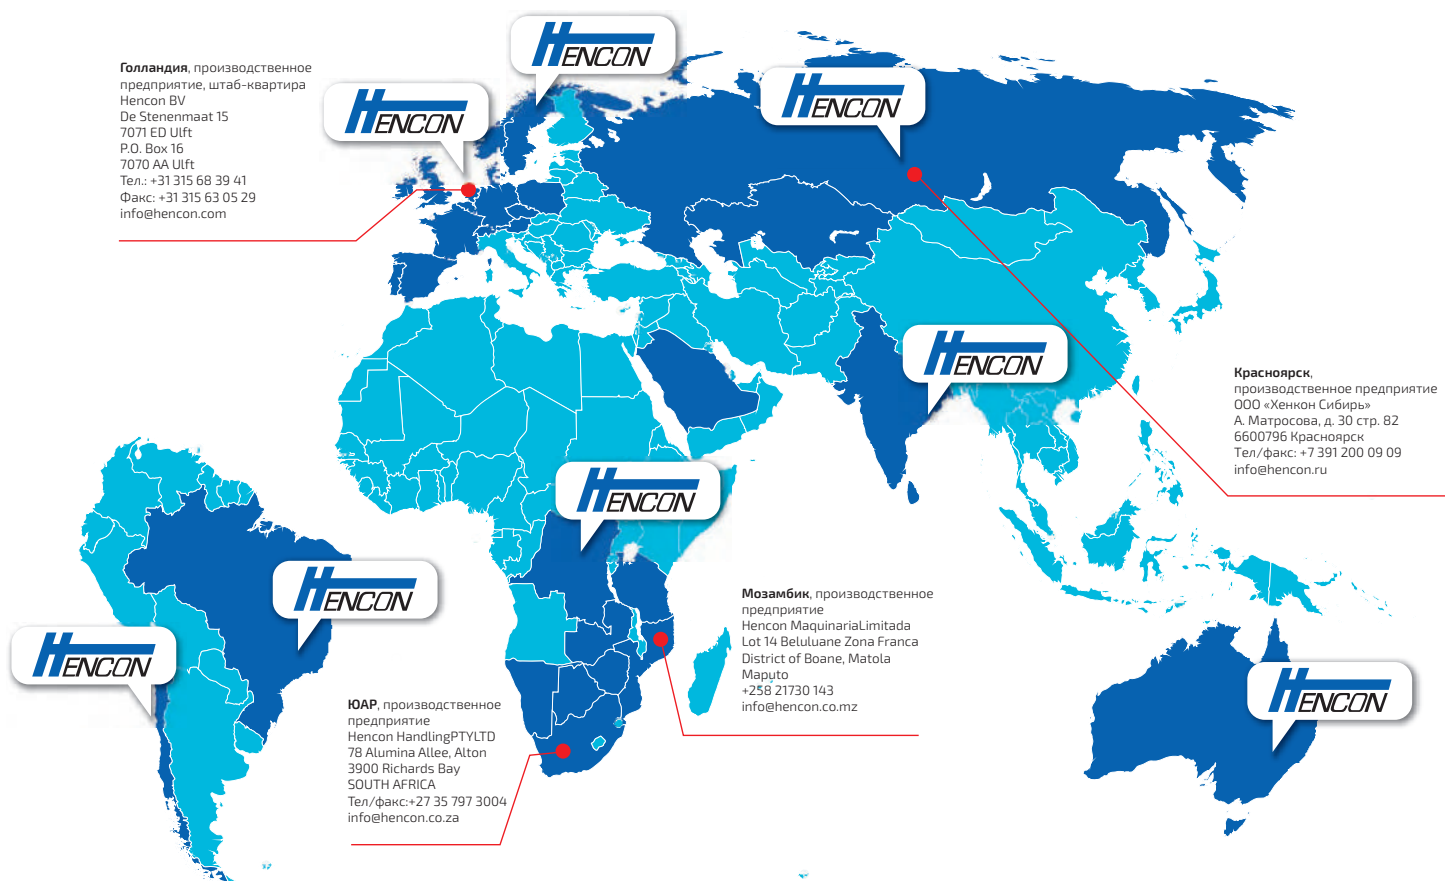 HENCON
HENCON
HENCON
Голландия, производственное
предприятие, штаб-квартира
Hencon BV
De Stenenmaat 15
7071 ED Ulft
P.O. Box 16
7070 AA Ulft
Тел.: +31 315 68 39 41
Факс: +31 315 63 05 29
info@hencon.com
HENCON
Красноярск,
производственное предприятие
ООО «Хенкон Сибирь»
А. Матросова, д. 30 стр. 82
6600796 Красноярск
Тел/факс: +7 391 200 09 09
info@hencon.ru
HENCON
HENCON
HENCON
HENCON
Мозамбик, производственное
предприятие
Hencon MaquinariaLimitada
Lot 14 Beluluane Zona Franca
District of Boane, Matola
Maputo
+258 21730 143
info@hencon.co.mz
ЮАР, производственное
предприятие
Hencon HandlingPTYLTD
78 Alumina Allee, Alton
3900 Richards Bay
SOUTH AFRICA
Тел/факс:+27 35 797 3004
info@hencon.co.za